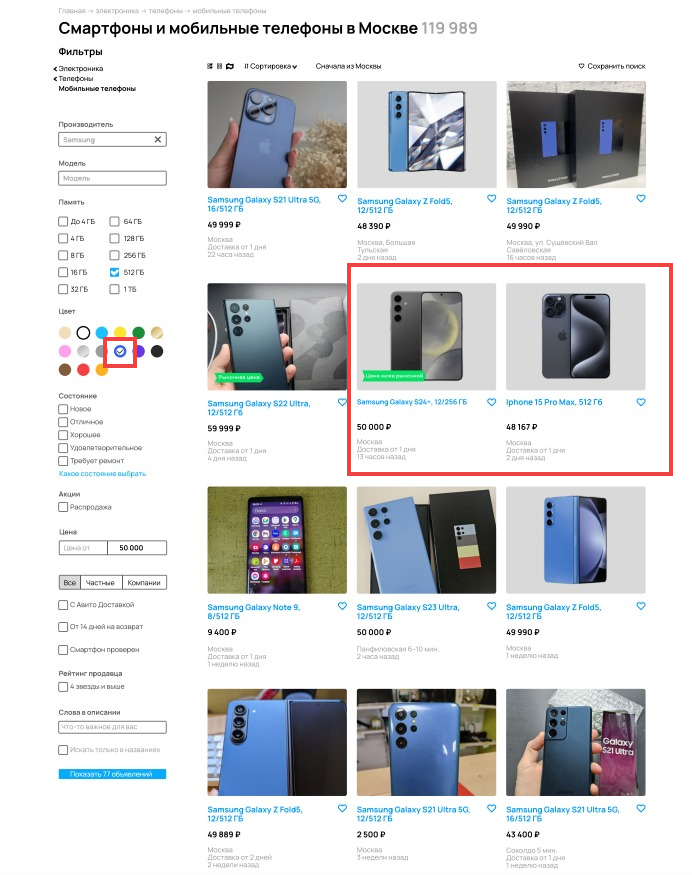 Главная → электроника → телефоны → мобильные телефоны
Смартфоны и мобильные телефоны в Москве 119 989
Фильтры
Электроника
Телефоны
Мобильные телефоны
Производитель
Samsung
Модель
Модель
Память
До 4 ГБ
64 ГБ
4 ГБ
128 ГБ
8 ГБ
256 ГБ
16 ГБ
512 ГБ
32 ГБ
1 ТБ
Цвет
Состояние
Новое
Отличное
Хорошее
Удовлетворительное
Требует ремонт
Какое состояние выбрать
Акции
Распродажа
Цена
Цена от
50 000
Все
Частные
Компании
С Авито Доставкой
От 14 дней на возврат
Смартфон проверен
Рейтинг продавца
4 звезды и выше
Слова в описании
Что-то важное для вас
Искать только в названиях
Показать 77 объявлений
Сортировка
Сначала из Москвы
Сохранить поиск
Samsung Galaxy S21 Ultra 5G,
16/512 ГБ
49 999 ₽
Москва
Доставка от 1 дня
22 часа назад
Samsung Galaxy Z Fold5,
12/512 ГБ
48 390 ₽
Москва, Большая
Тульская
2 дня назад
Samsung Galaxy Z Fold5,
12/512 ГБ
49 990 ₽
Москва, ул. Сущёвский Вал
Савёловская
16 часов назад
Рыночная цена
Samsung Galaxy S22 Ultra,
12/512 Гб
59 999 ₽
Москва
Доставка от 1 дня
4 дня назад
Цена ниже рыночной
Samsung Galaxy S24+, 12/256 ГБ
50 000 ₽
Москва
Доставка от 1 дня
13 часов назад
Iphone 15 Pro Max, 512 Гб
48 167 ₽
Москва
Доставка от 1 дня
2 дня назад
Samsung Galaxy Note 9,
8/512 ГБ
9 400 ₽
Москва
Доставка от 1 дня
1 неделю назад
Samsung Galaxy S23 Ultra,
12/512 ГБ
50 000 ₽
Панфиловская 6–10 мин.
2 часа назад
Samsung Galaxy Z Fold5,
12/512 ГБ
49 990 ₽
Москва
1 неделю назад
Samsung Galaxy Z Fold5,
12/512 ГБ
49 889 ₽
Москва
Доставка от 2 дней
2 недели назад
Samsung Galaxy S21 Ultra 5G,
12/512 ГБ
2 500 ₽
Москва
3 недели назад
Galaxy
S21 Ultra
Samsung Galaxy S21 Ultra 5G,
16/512 ГБ
43 400 ₽
Соколдо 5 мин.
Доставка от 1 дня
1 неделю назад